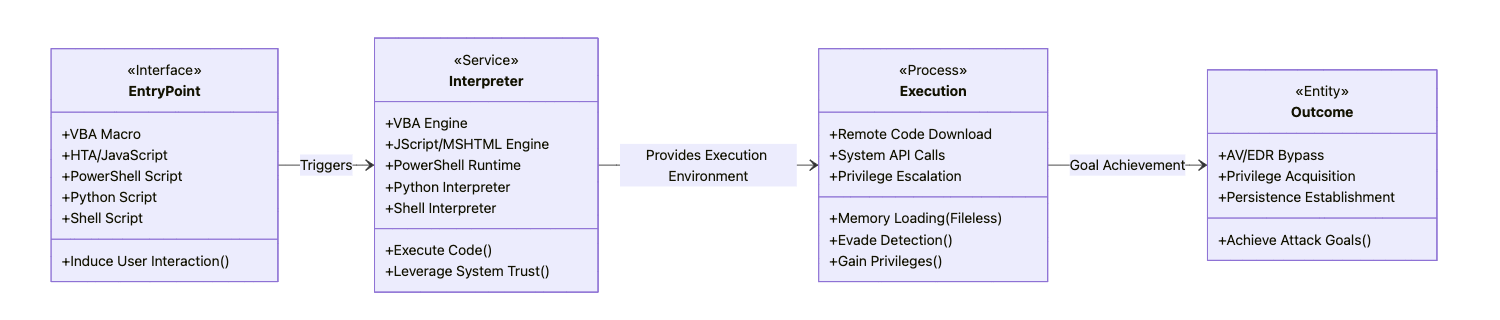 «Interface»
EntryPoint
+VBA Macro
+HTA/JavaScript
+PowerShell Script
+Python Script
+Shell Script
+Induce User Interaction()
Triggers
«Service»
Interpreter
+VBA Engine
+JScript/MSHTML Engine
+PowerShell Runtime
+Python Interpreter
+Shell Interpreter
+Execute Code()
+Leverage System Trust()
Provides Execution
Environment
«Process»
Execution
+Remote Code Download
+System API Calls
+Privilege Escalation
+Memory Loading(Fileless)
+Evade Detection()
+Gain Privileges()
Goal Achievement
«Entity»
Outcome
+AV/EDR Bypass
+Privilege Acquisition
+Persistence Establishment
+Achieve Attack Goals()